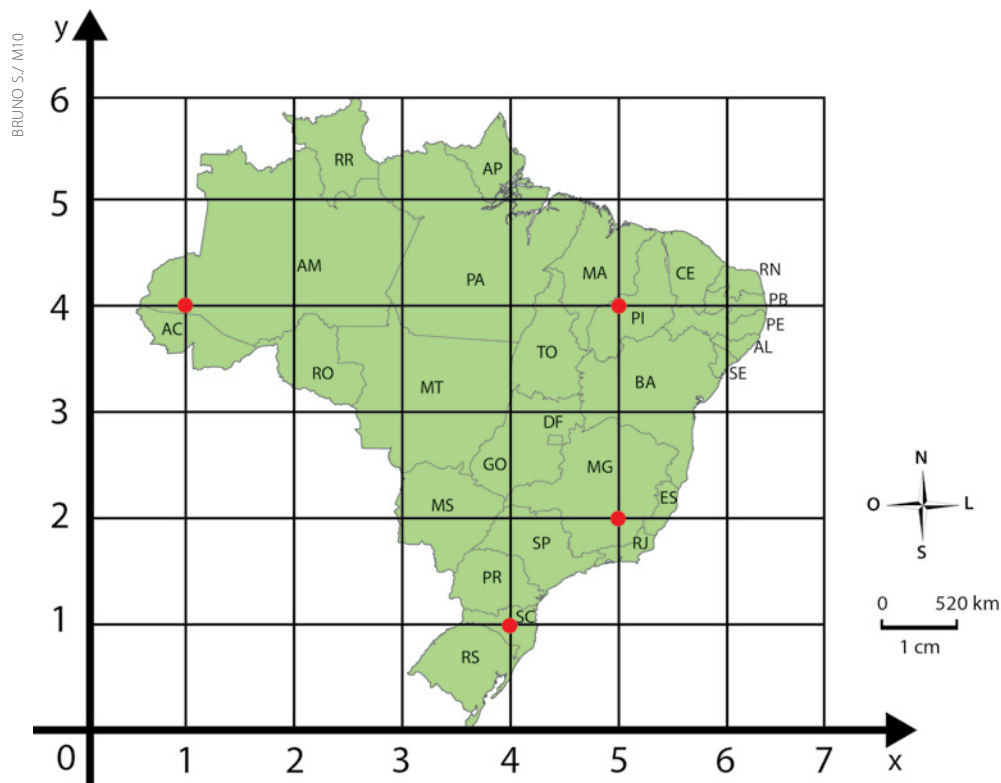 y
BRUNO S./ M10
6
RR
AP
5
AM
PA
MA
CE
RN
4
PB
AC
PI
PE
TO
AL
RO
MT
BA
SE
3
DF
GO
MG
N
MS
ES
O
L
2
SP
RJ
S
PR
1
SC
0
520 km
1 cm
RS
0
1
2
3
4
5
6
7
x